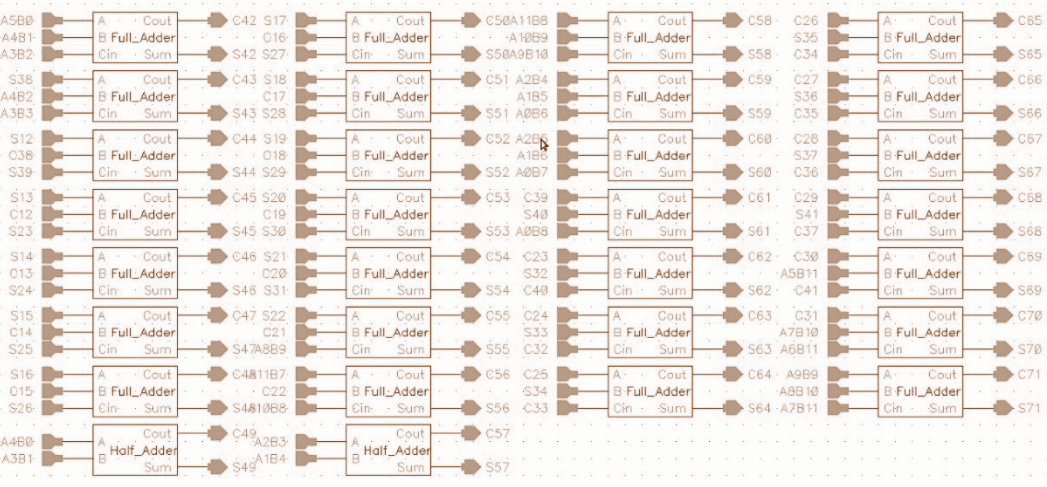 A5B0 A Cout C42 S17 A Cout C50A11B8 A Cout C58 C26 A Cout C65
A4B1 B Full_Adder C16 B Full_Adder A10B9 B Full_Adder S35 B Full_Adder
A3B2 Cin Sum S42 S27 Cin Sum S50A9B10 Cin Sum S58 C34 Cin Sum S65
S38 A Cout C43 S18 A Cout C51 A2B4 A Cout C59 C27 A Cout C66
A4B2 B Full_Adder C17 B Full_Adder A1B5 B Full_Adder S36 B Full_Adder
A3B3 Cin Sum S43 S28 Cin Sum S51 A0B6 Cin Sum S59 C35 Cin Sum S66
S12 A Cout C44 S19 A Cout C52 A Cout C60 C28 A Cout C67
C38 B Full_Adder C18 B Full_Adder A1B6 B Full_Adder S37 B Full_Adder
S39 Cin Sum S44 S29 Cin Sum S52 A0B7 Cin Sum S60 C36 Cin Sum S67
S13 A Cout C45 S20 A Cout C53 C39 A Cout C61 C29 A Cout C68
C12 B Full_Adder C19 B Full_Adder S40 B Full_Adder S41 B Full_Adder
S23 Cin Sum S45 S30 Cin Sum S53 A0B8 Cin Sum S61 C37 Cin Sum S68
S14 A Cout C46 S21 A Cout C54 C23 A Cout C62 C30 A Cout C69
C13 B Full_Adder C20 B Full_Adder S32 B Full_Adder A5B11 B Full_Adder
S24 Cin Sum S46 S31 Cin Sum S54 C40 Cin Sum S62 C41 Cin Sum S69
S15 A Cout C47 S22 A Cout C55 C24 A Cout C63 C31 A Cout C70
C14 B Full_Adder C21 B Full_Adder S33 B Full_Adder A7B10 B Full_Adder
S25 Cin Sum S47A8B9 Cin Sum S55 C32 Cin Sum S63 A6B11 Cin Sum S70
S16 A Cout A Cout C56 C25 A Cout C64 A9B9 A Cout C71
C15 B Full_Adder C22 B Full_Adder S34 B Full_Adder A8B10 B Full_Adder
S26 Cin Sum Cin Sum S56 C33 Cin Sum S64 A7B11 Cin Sum S71
A4B0 A Cout C49 A2B3 A Cout C57
A3B1 B Half_Adder A1B4 B Half_Adder
Sum S49 Sum S57